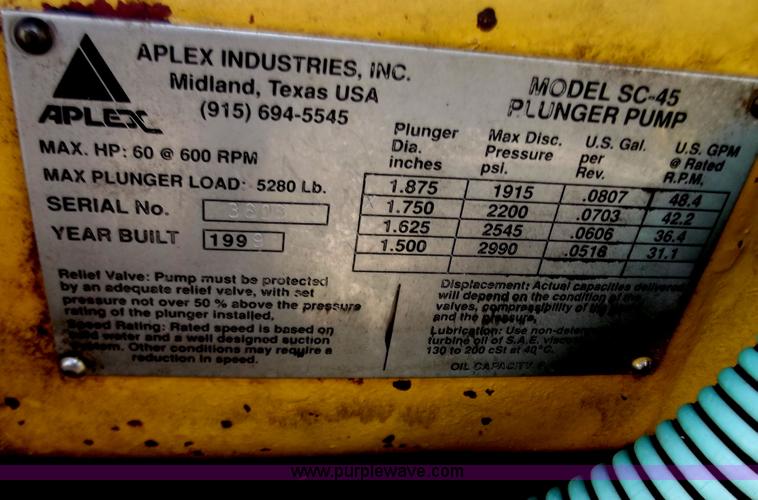 APLEX INDUSTRIES, INC.
Midland, Texas USA
(915) 694-5545
APLEX
MODEL SC-45
PLUNGER PUMP
MAX. HP: 60 @ 600 RPM
MAX PLUNGER LOAD: 5280 Lb.
SERIAL No.
YEAR BUILT 199
Plunger Dia. inches Max Disc. Pressure psi. U.S. Gal. per Rev. U.S. GPM @ Rated R.P.M.
1.875 1915 .0807 48.4
X 1.750 2200 .0703 42.2
1.625 2545 .0606 36.4
1.500 2990 .0518 31.1
Relief Valve: Pump must be protected
by an adequate relief valve, with set
pressure not over 50 % above the pressure
rating of the plunger installed.
Speed Rating: Rated speed is based on
cold water and a well designed suction
system. Other conditions may require a
reduction in speed.
Displacement: Actual capacities delivered
will depend on the condition of the
valves, compressibility of the
and the pressure.
Lubrication: Use
turbine oil of S.A.E.
130 to 200 cSt at 40°C.
OIL CAPACITY
www.purplewave.com